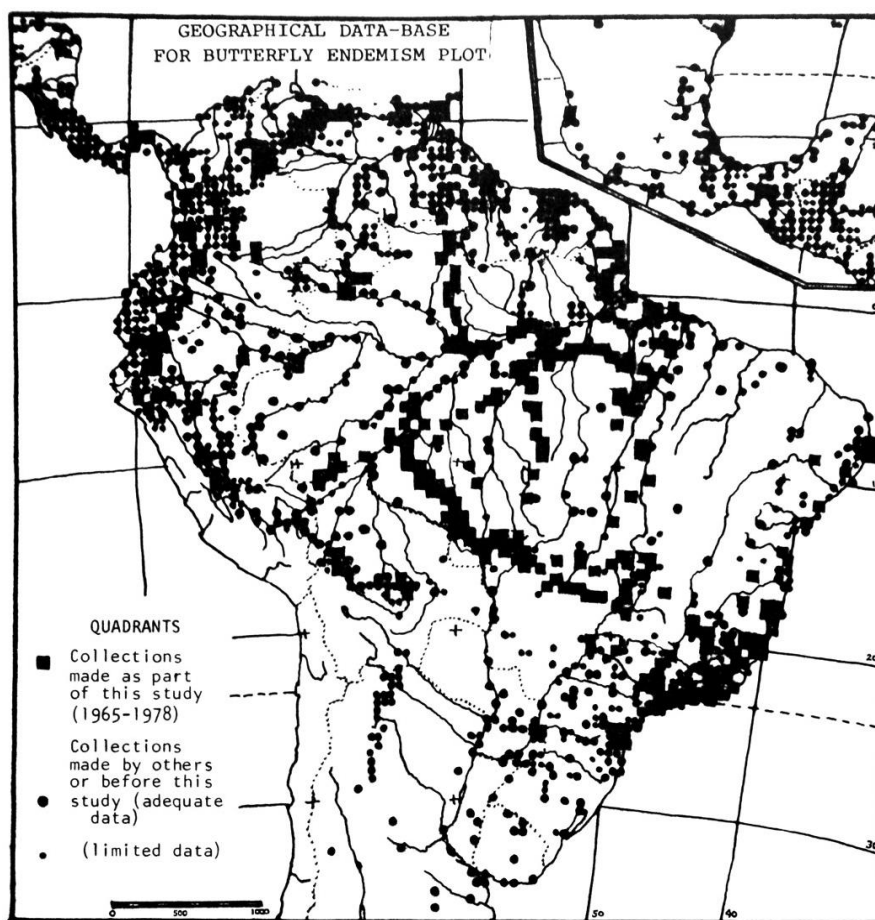 GEOGRAPHICAL DATA-BASE
FOR BUTTERFLY ENDEMISM PLOT
QUADRANTS
Collections
made as part
of this study
(1965-1978)
Collections
made by others
or before this
study (adequate
data)
(limited data)
0 500 1000
20
30
50
40